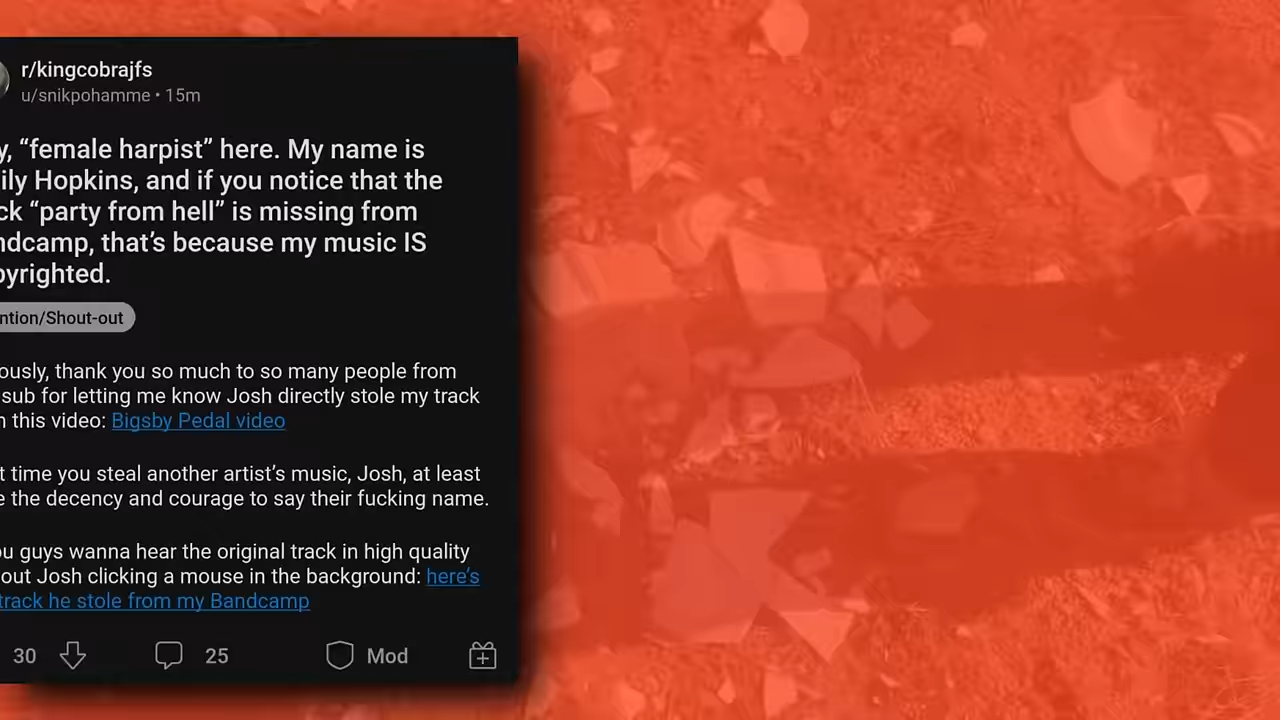 r/kingcobrajfs
u/snikpohamme • 15m
y, “female harpist” here. My name is
ily Hopkins, and if you notice that the
ck “party from hell” is missing from
ndcamp, that’s because my music IS
pyrighted.
ntion/Shout-out
ously, thank you so much to so many people from
sub for letting me know Josh directly stole my track
n this video: Bigsby Pedal video
t time you steal another artist’s music, Josh, at least
e the decency and courage to say their fucking name.
ou guys wanna hear the original track in high quality
out Josh clicking a mouse in the background: here’s
track he stole from my Bandcamp
30 25 Mod